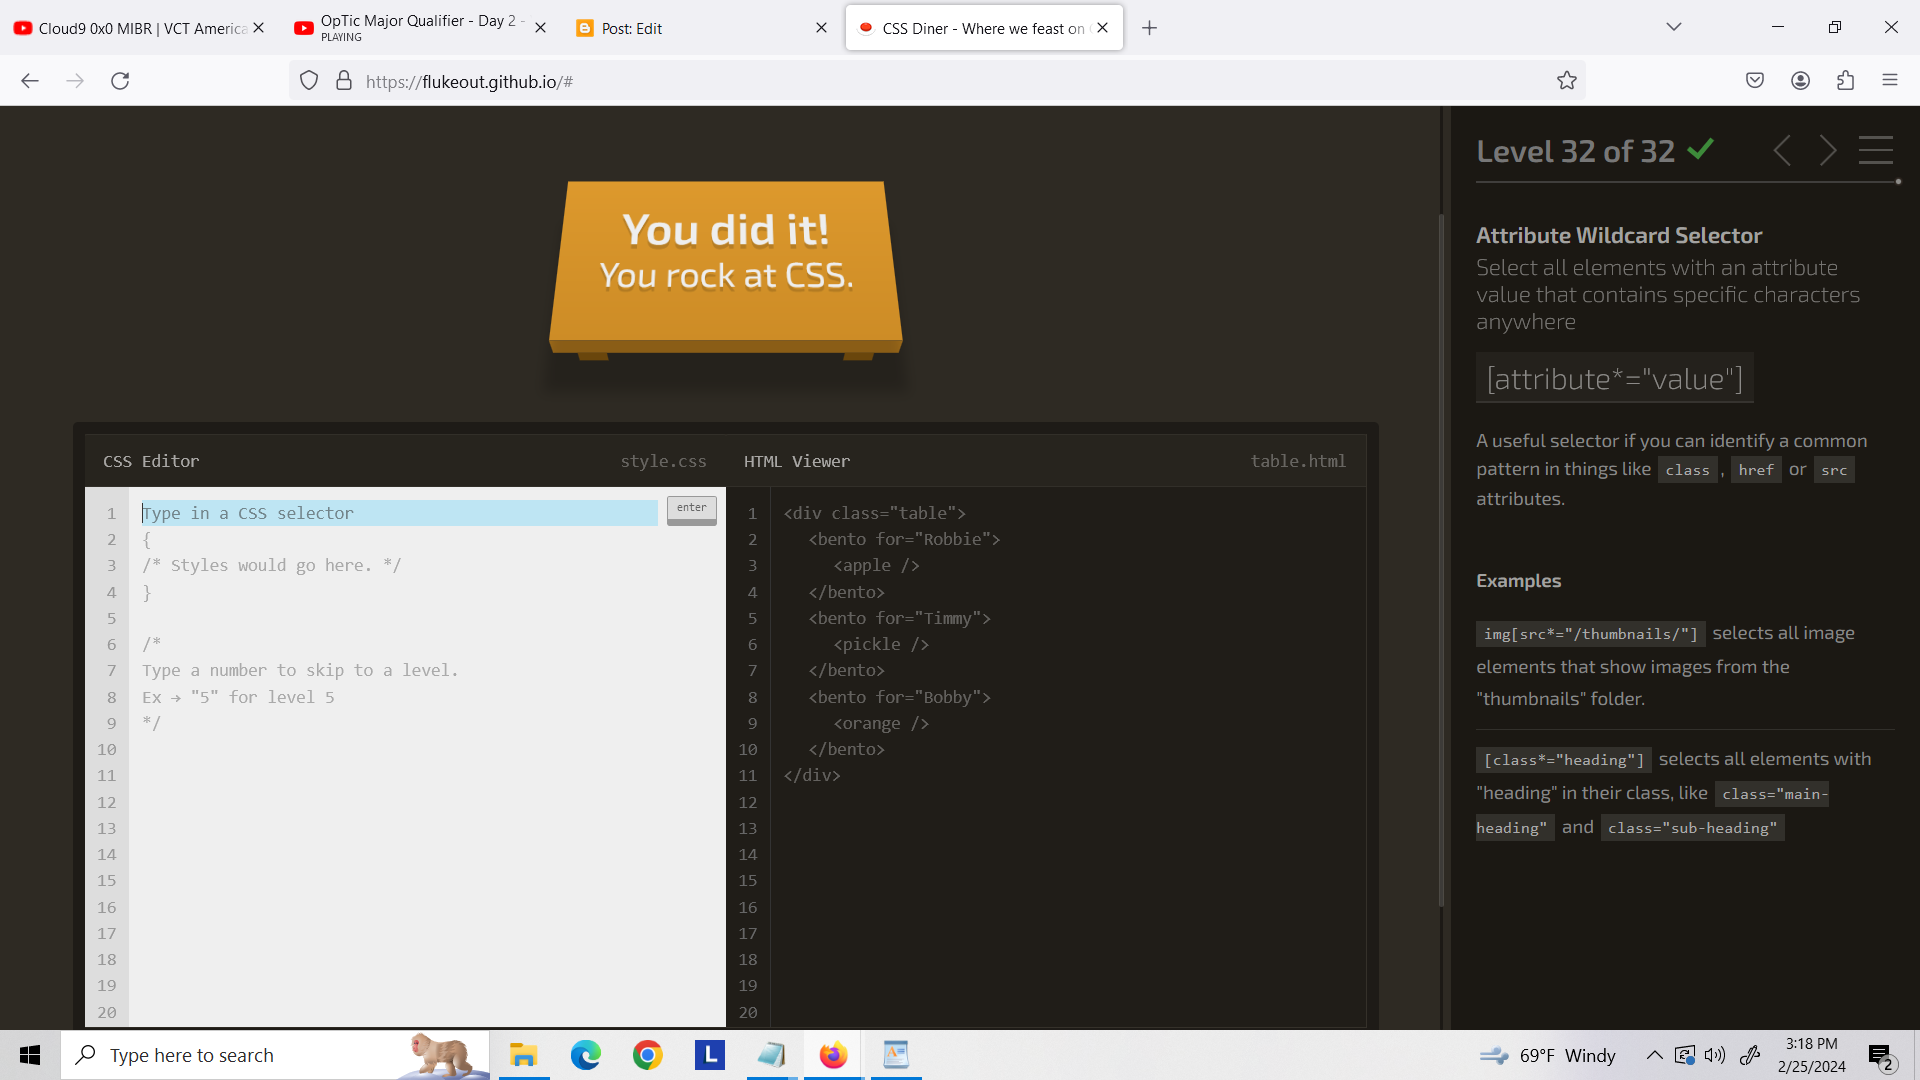 Cloud9 0x0 MIBR | VCT America
OpTic Major Qualifier - Day 2 -
PLAYING
Post: Edit
CSS Diner - Where we feast on
https://flukeout.github.io/#
You did it!
You rock at CSS.
Level 32 of 32
Attribute Wildcard Selector
Select all elements with an attribute
value that contains specific characters
anywhere
[attribute*="value"]
A useful selector if you can identify a common
pattern in things like class , href or src
attributes.
Examples
img[src*="/thumbnails/"] selects all image
elements that show images from the
"thumbnails" folder.
[class*="heading"] selects all elements with
"heading" in their class, like class="main-
heading" and class="sub-heading"
CSS Editor
style.css
1 Type in a CSS selector
enter
2 {
3 /* Styles would go here. */
4 }
5
6 /*
7 Type a number to skip to a level.
8 Ex → "5" for level 5
9 */
10
11
12
13
14
15
16
17
18
19
20
HTML Viewer
table.html
1 <div class="table">
2 <bento for="Robbie">
3 <apple />
4 </bento>
5 <bento for="Timmy">
6 <pickle />
7 </bento>
8 <bento for="Bobby">
9 <orange />
10 </bento>
11 </div>
12
13
14
15
16
17
18
19
20
Type here to search
L
69°F Windy
3:18 PM
2/25/2024
2